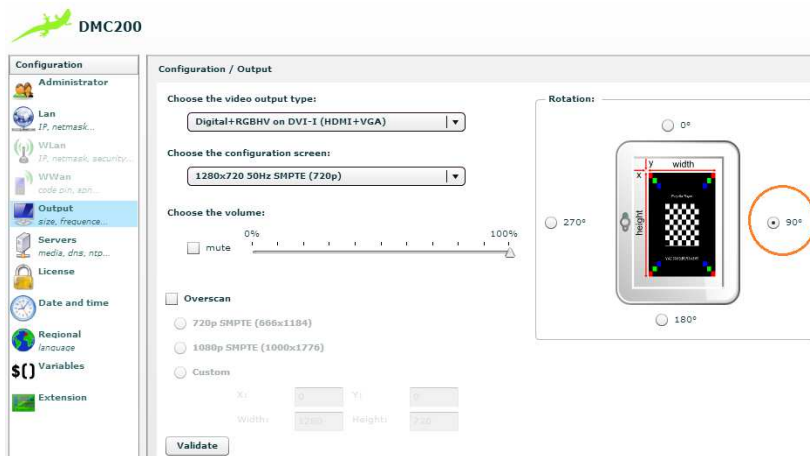 DMC200
Configuration
Administrator
Lan
IP, netmask...
WLan
IP, netmask, security...
WWan
code pin, apn...
Output
size, frequence...
Servers
media, dns, ntp...
License
Date and time
Regional
language
$() Variables
Extension
Configuration / Output
Choose the video output type:
Digital+RGBHV on DVI-I (HDMI+VGA)
Choose the configuration screen:
1280x720 50Hz SMPTE (720p)
Choose the volume:
0% 100%
mute
Overscan
720p SMPTE (666x1184)
1080p SMPTE (1000x1776)
Custom
X: 0 Y: 0
Width: 1280 Height: 720
Validate
Rotation:
0°
y width
x
height
270°
90°
180°